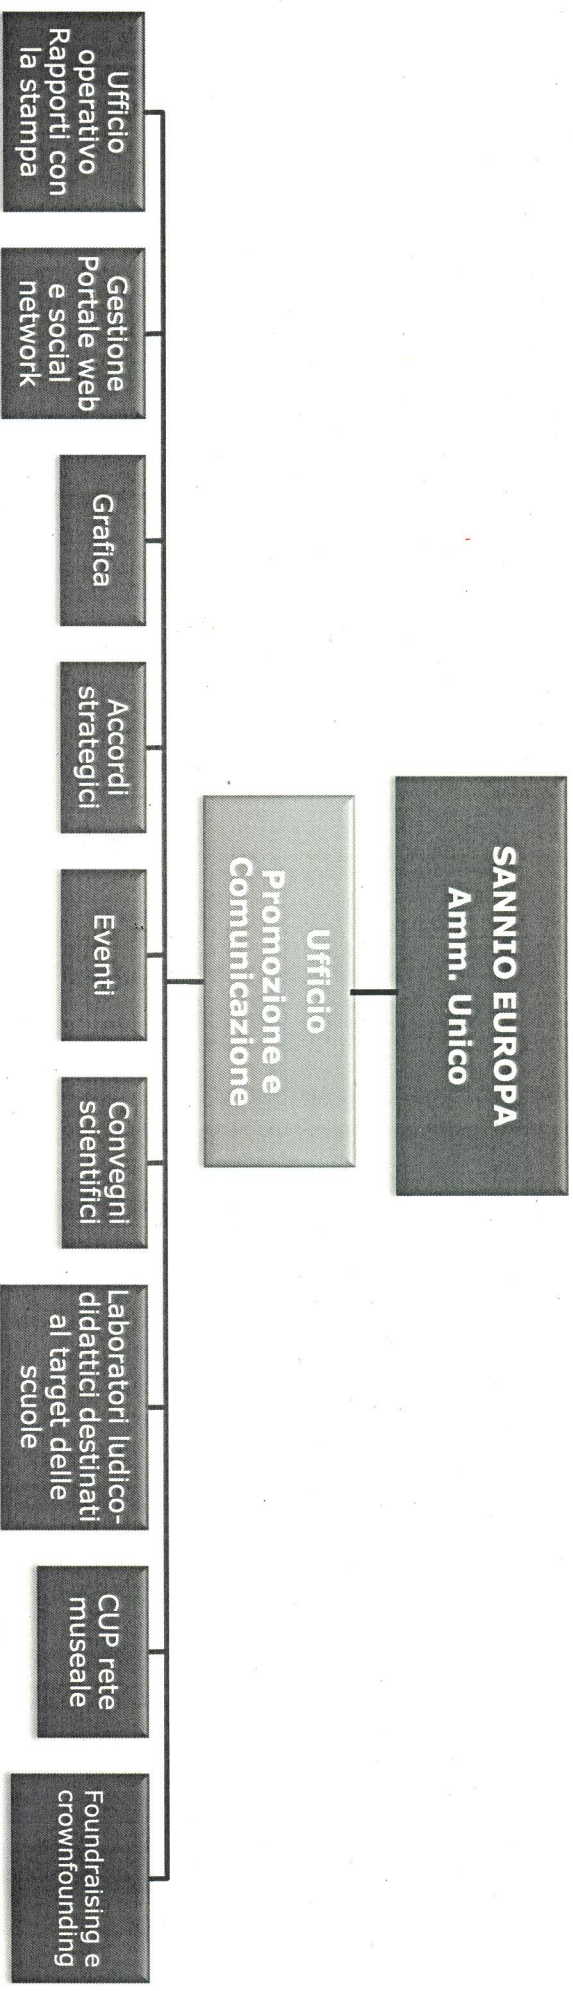 SANNIO EUROPA
Amm. Unico
Ufficio
Promozione e
Comunicazione
Ufficio
operativo
Rapporti con
la stampa
Gestione
Portale web
e social
network
Grafica
Accordi
strategici
Eventi
Convegni
scientifici
Laboratori ludico-
didattici destinati
al target delle
scuole
CUP rete
museale
Foundraising e
crownfounding